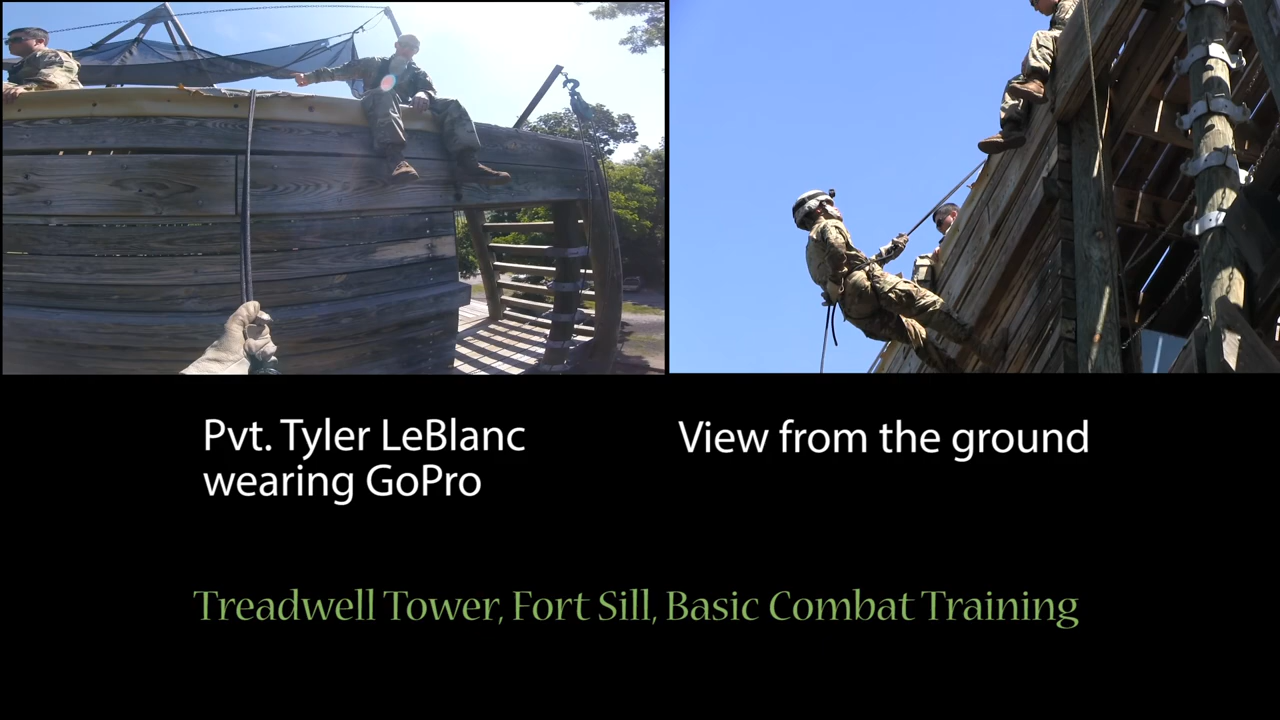 Pvt. Tyler LeBlanc
wearing GoPro
View from the ground
Treadwell Tower, Fort Sill, Basic Combat Training